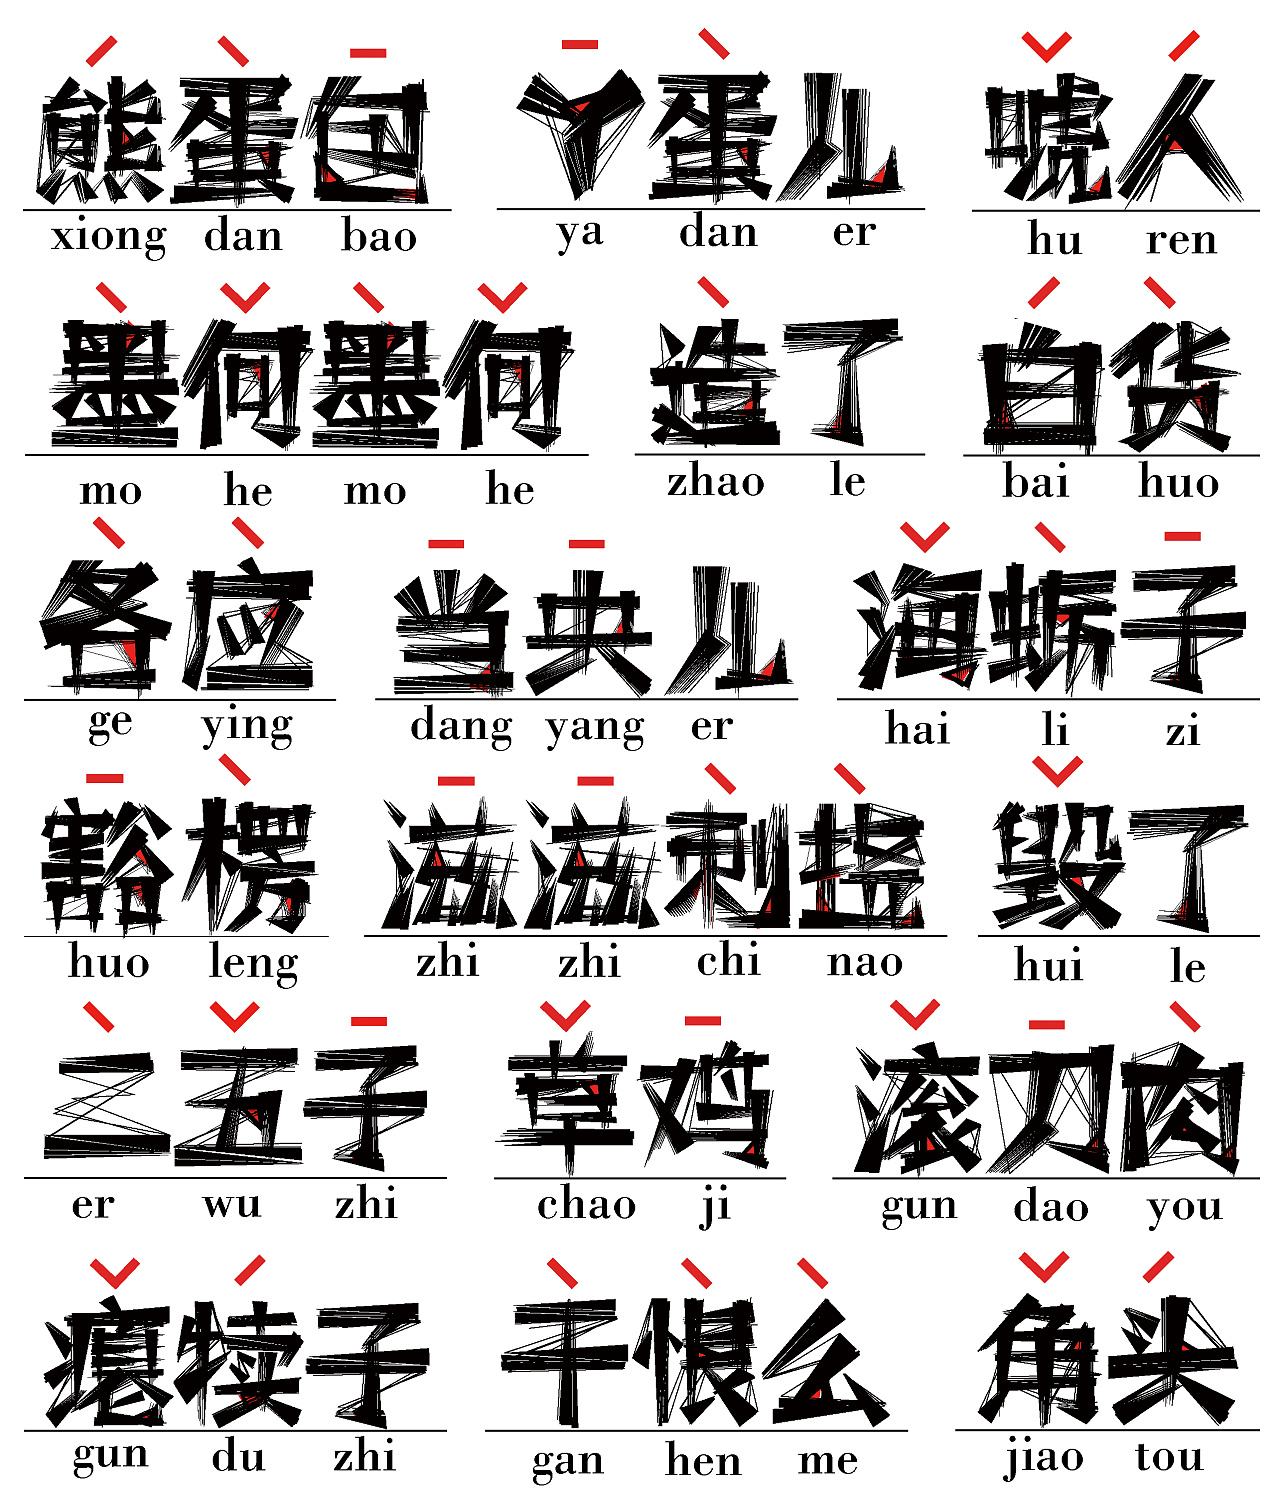 熊蛋包 丫蛋儿 唬人
xiong dan bao ya dan er hu ren
墨何墨何 造了 白货
mo he mo he zhao le bai huo
各应 当央儿 海蛎子
ge ying dang yang er hai li zi
豁楞 滋滋刺挠 毁了
huo leng zhi zhi chi nao hui le
二五子 草鸡 滚刀肉
er wu zhi chao ji gun dao you
犊子 干恨么 角头
gun du zhi gan hen me jiao tou